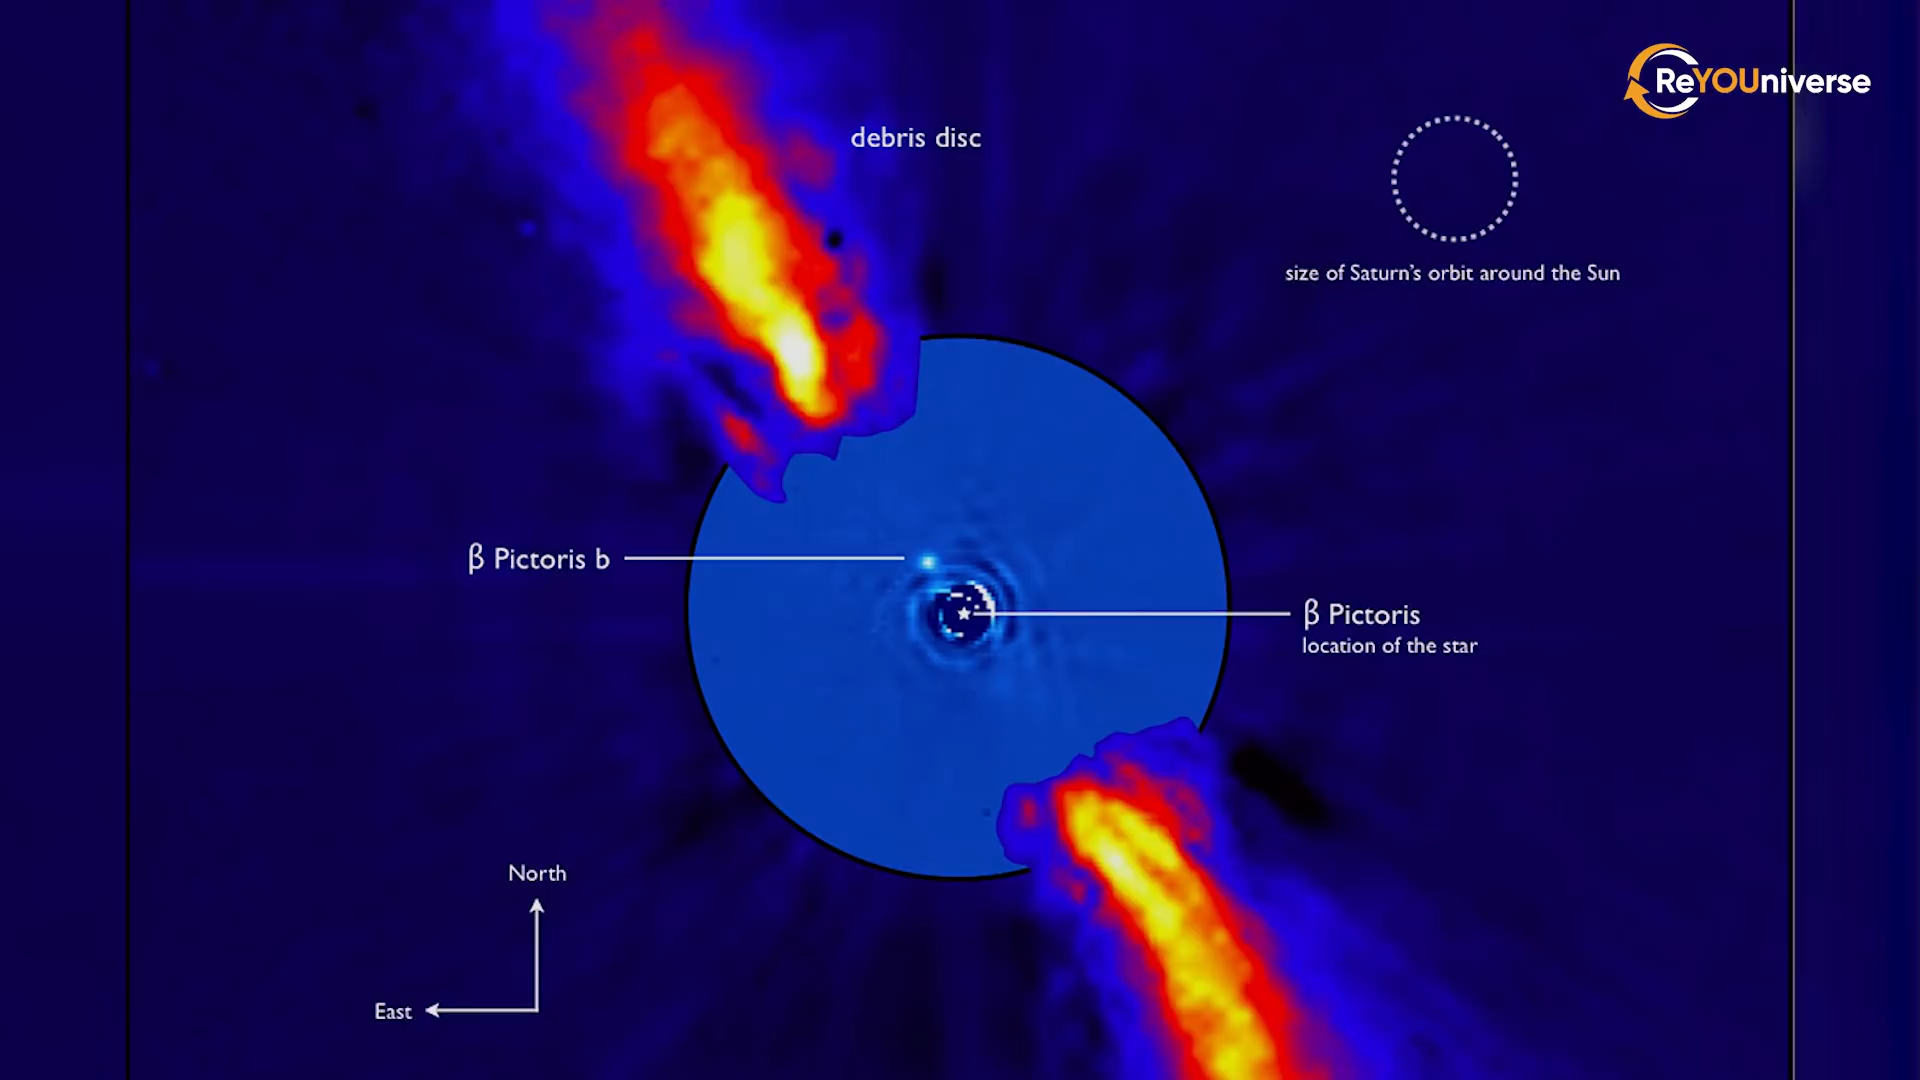 ReYOUniverse
debris disc
size of Saturn's orbit around the Sun
β Pictoris b
β Pictoris
location of the star
North
East